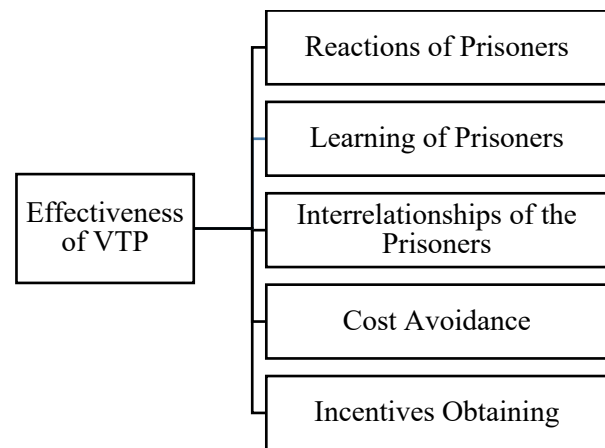 Reactions of Prisoners
Learning of Prisoners
Effectiveness
of VTP
Interrelationships of the
Prisoners
Cost Avoidance
Incentives Obtaining